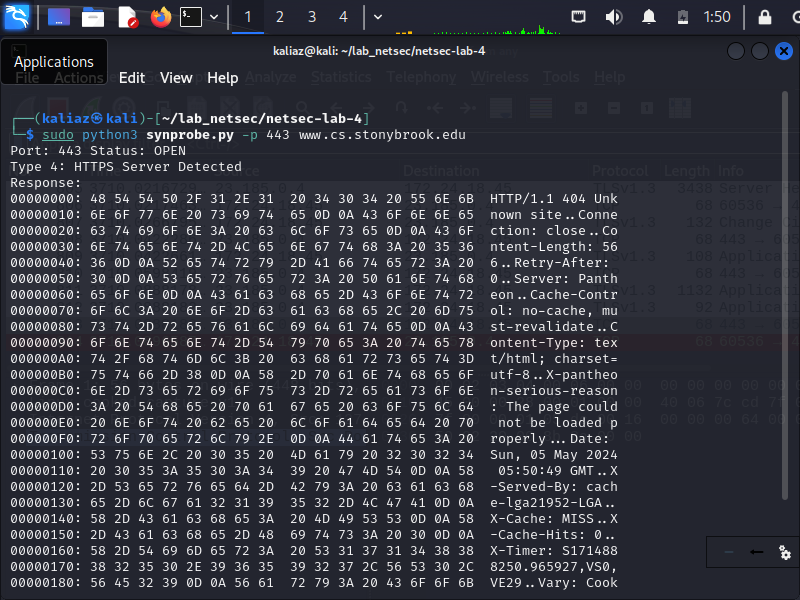 1 2 3 4 1:50
kaliaz@kali: ~/lab_netsec/netsec-lab-4
Applications
File Actions Edit View Help
Analyze Statistics Telephony Wireless Tools Help
┌──(kaliaz㉿kali)-[~/lab_netsec/netsec-lab-4]
└─$ sudo python3 synprobe.py -p 443 www.cs.stonybrook.edu
Port: 443 Status: OPEN
Type 4: HTTPS Server Detected
Response:
00000000: 48 54 54 50 2F 31 2E 31  20 34 30 34 20 55 6E 6B  HTTP/1.1 404 Unk
00000010: 6E 6F 77 6E 20 73 69 74  65 0D 0A 43 6F 6E 6E 65  nown site..Conne
00000020: 63 74 69 6F 6E 3A 20 63  6C 6F 73 65 0D 0A 43 6F  ction: close..Co
00000030: 6E 74 65 6E 74 2D 4C 65  6E 67 74 68 3A 20 35 36  ntent-Length: 56
00000040: 36 0D 0A 52 65 74 72 79  2D 41 66 74 65 72 3A 20  6..Retry-After: 
00000050: 30 0D 0A 53 65 72 76 65  72 3A 20 50 61 6E 74 68  0..Server: Panth
00000060: 65 6F 6E 0D 0A 43 61 63  68 65 2D 43 6F 6E 74 72  eon..Cache-Contr
00000070: 6F 6C 3A 20 6E 6F 2D 63  61 63 68 65 2C 20 6D 75  ol: no-cache, mu
00000080: 73 74 2D 72 65 76 61 6C  69 64 61 74 65 0D 0A 43  st-revalidate..C
00000090: 6F 6E 74 65 6E 74 2D 54  79 70 65 3A 20 74 65 78  ontent-Type: tex
000000A0: 74 2F 68 74 6D 6C 3B 20  63 68 61 72 73 65 74 3D  t/html; charset=
000000B0: 75 74 66 2D 38 0D 0A 58  2D 70 61 6E 74 68 65 6F  utf-8..X-pantheo
000000C0: 6E 2D 73 65 72 69 6F 75  73 2D 72 65 61 73 6F 6E  n-serious-reason
000000D0: 3A 20 54 68 65 20 70 61  67 65 20 63 6F 75 6C 64  : The page could
000000E0: 20 6E 6F 74 20 62 65 20  6C 6F 61 64 65 64 20 70   not be loaded p
000000F0: 72 6F 70 65 72 6C 79 2E  0D 0A 44 61 74 65 3A 20  roperly...Date: 
00000100: 53 75 6E 2C 20 30 35 20  4D 61 79 20 32 30 32 34  Sun, 05 May 2024
00000110: 20 30 35 3A 35 30 3A 34  39 20 47 4D 54 0D 0A 58   05:50:49 GMT..X
00000120: 2D 53 65 72 76 65 64 2D  42 79 3A 20 63 61 63 68  -Served-By: cach
00000130: 65 2D 6C 67 61 32 31 39  35 32 2D 4C 47 41 0D 0A  e-lga21952-LGA..
00000140: 58 2D 43 61 63 68 65 3A  20 4D 49 53 53 0D 0A 58  X-Cache: MISS..X
00000150: 2D 43 61 63 68 65 2D 48  69 74 73 3A 20 30 0D 0A  -Cache-Hits: 0..
00000160: 58 2D 54 69 6D 65 72 3A  20 53 31 37 31 34 38 38  X-Timer: S171488
00000170: 38 32 35 30 2E 39 36 35  39 32 37 2C 56 53 30 2C  8250.965927,VS0,
00000180: 56 45 32 39 0D 0A 56 61  72 79 3A 20 43 6F 6F 6B  VE29..Vary: Cook